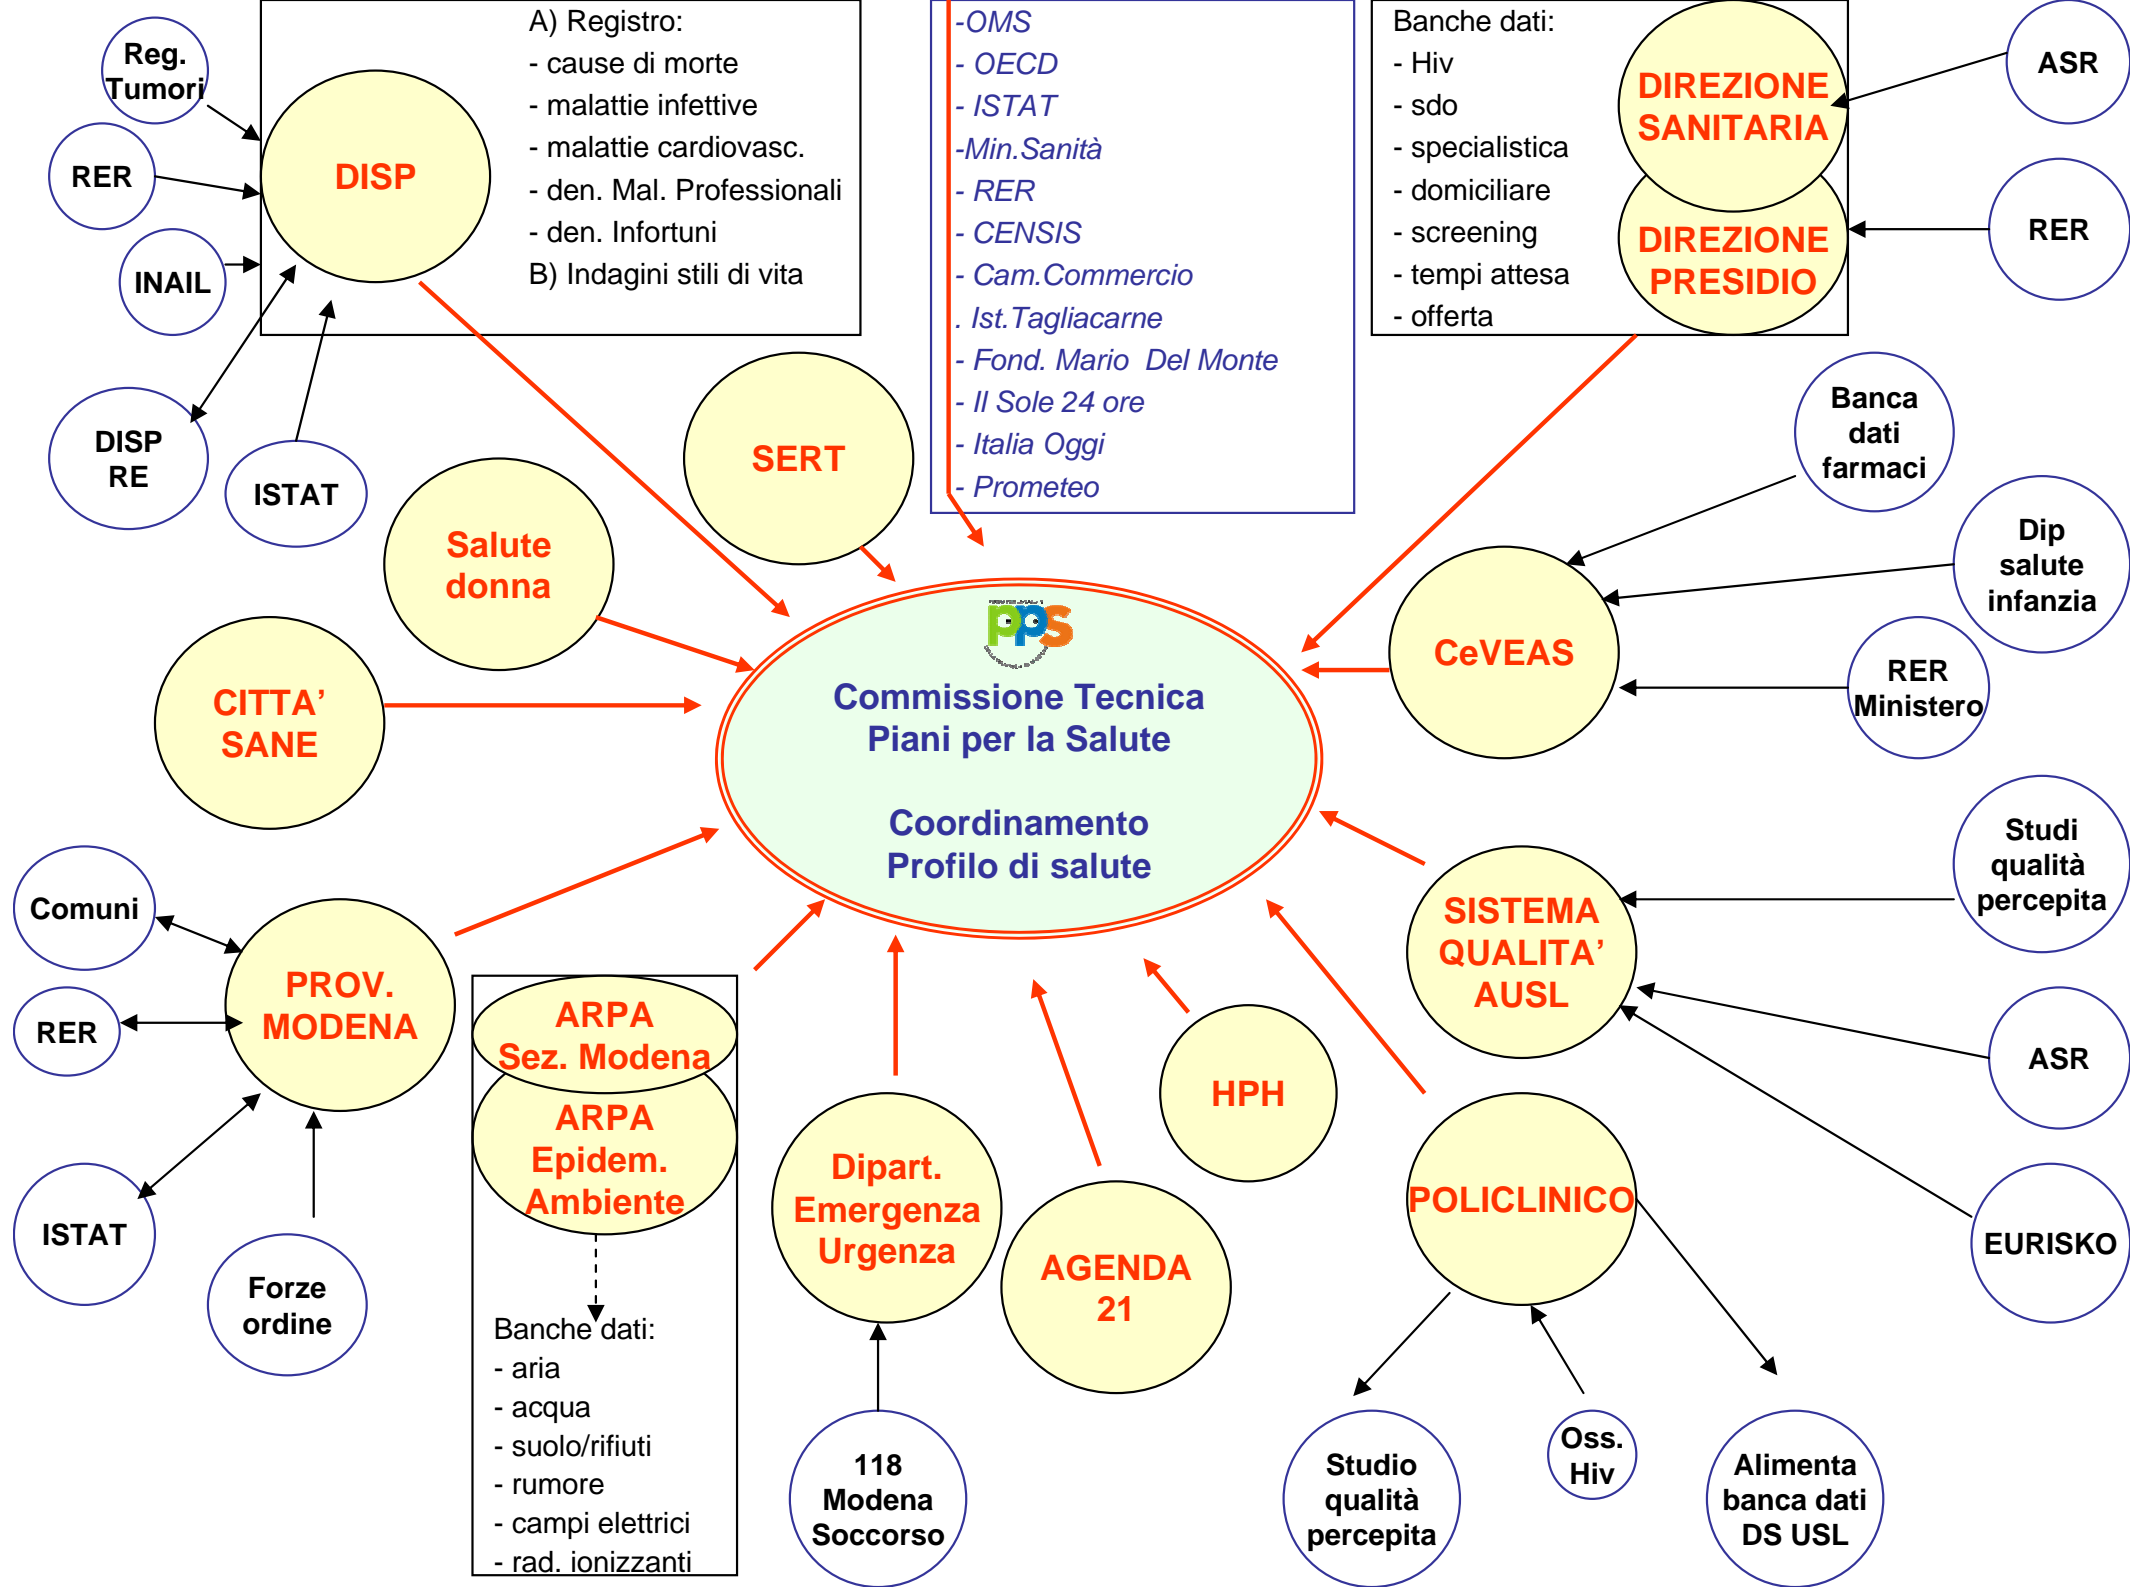 Reg.
Tumori
RER
INAIL
DISP
RE
ISTAT
DISP
A) Registro:
- cause di morte
- malattie infettive
- malattie cardiovasc.
- den. Mal. Professionali
- den. Infortuni
B) Indagini stili di vita
-OMS
- OECD
- ISTAT
-Min.Sanità
- RER
- CENSIS
- Cam.Commercio
. Ist.Tagliacarne
- Fond. Mario  Del Monte
- Il Sole 24 ore
- Italia Oggi
- Prometeo
Banche dati:
- Hiv
- sdo
- specialistica
- domiciliare
- screening
- tempi attesa
- offerta
DIREZIONE
SANITARIA
DIREZIONE
PRESIDIO
ASR
RER
SERT
Salute
donna
CITTA’
SANE
pps
Commissione Tecnica
Piani per la Salute
Coordinamento
Profilo di salute
Banca
dati
farmaci
Dip
salute
infanzia
CeVEAS
RER
Ministero
Studi
qualità
percepita
SISTEMA
QUALITA’
AUSL
ASR
EURISKO
Comuni
RER
ISTAT
Forze
ordine
PROV.
MODENA
ARPA
Sez. Modena
ARPA
Epidem.
Ambiente
Banche dati:
- aria
- acqua
- suolo/rifiuti
- rumore
- campi elettrici
- rad. ionizzanti
Dipart.
Emergenza
Urgenza
118
Modena
Soccorso
AGENDA
21
HPH
POLICLINICO
Studio
qualità
percepita
Oss.
Hiv
Alimenta
banca dati
DS USL